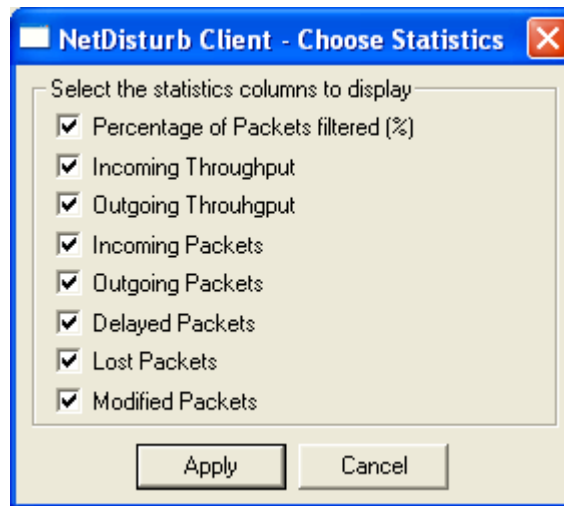 NetDisturb Client - Choose Statistics
Select the statistics columns to display
Percentage of Packets filtered (%)
Incoming Throughput
Outgoing Throuhgput
Incoming Packets
Outgoing Packets
Delayed Packets
Lost Packets
Modified Packets
Apply Cancel